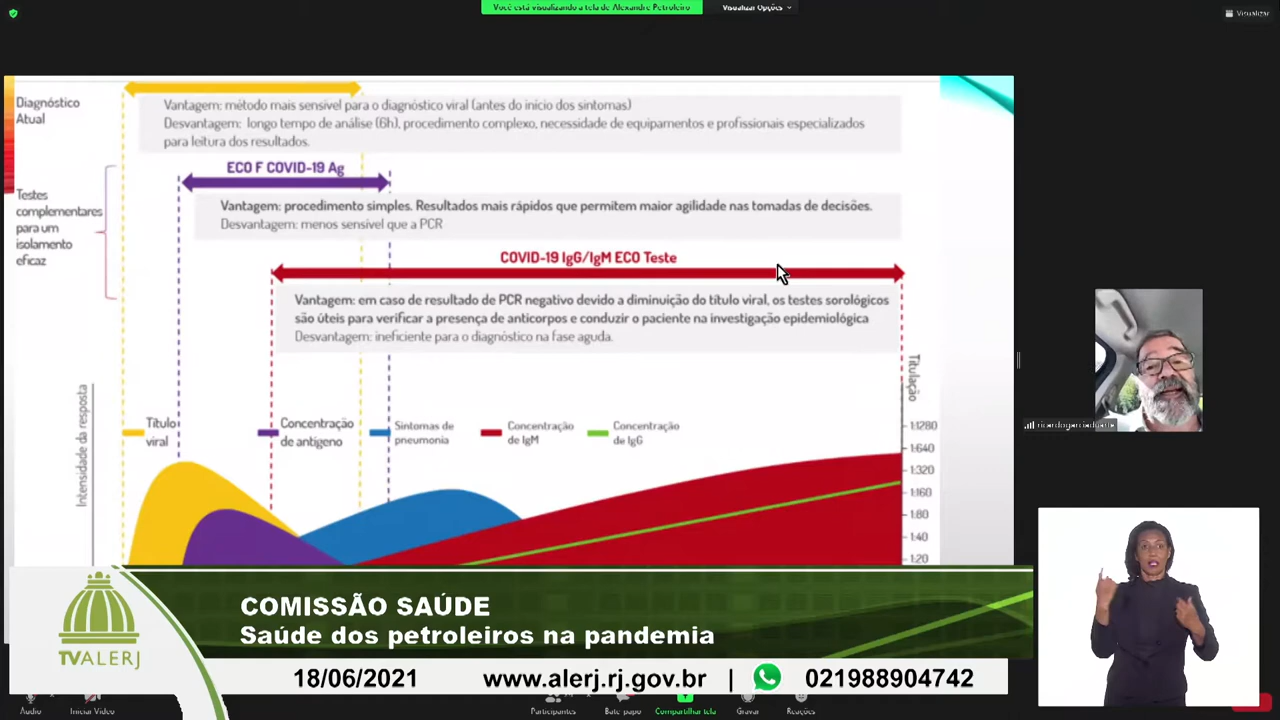 Você está visualizando a tela de Alexandre Petroleiro
Visualizar Opções
Visualizar
Diagnóstico
Atual
Vantagem: método mais sensível para o diagnóstico viral (antes do início dos sintomas)
Desvantagem: longo tempo de análise (6h), procedimento complexo, necessidade de equipamentos e profissionais especializados
para leitura dos resultados.
ECO F COVID-19 Ag
Testes
complementares
para um
isolamento
eficaz
Vantagem: procedimento simples. Resultados mais rápidos que permitem maior agilidade nas tomadas de decisões.
Desvantagem: menos sensível que a PCR
COVID-19 IgG/IgM ECO Teste
Vantagem: em caso de resultado de PCR negativo devido a diminuição do título viral, os testes sorológicos
são úteis para verificar a presença de anticorpos e conduzir o paciente na investigação epidemiológica
Desvantagem: ineficiente para o diagnóstico na fase aguda.
Intensidade da resposta
Título
viral
Concentração
de antígeno
Sintomas de
pneumonia
Concentração
de IgM
Concentração
de IgG
Titulação
1:1280
1:640
1:320
1:160
1:80
1:40
1:20
ricardogarciaduarte
TVALERJ
COMISSÃO SAÚDE
Saúde dos petroleiros na pandemia
18/06/2021
www.alerj.rj.gov.br | 021988904742
Áudio
Iniciar Vídeo
Participantes
Bate-papo
Compartilhar tela
Gravar
Reações